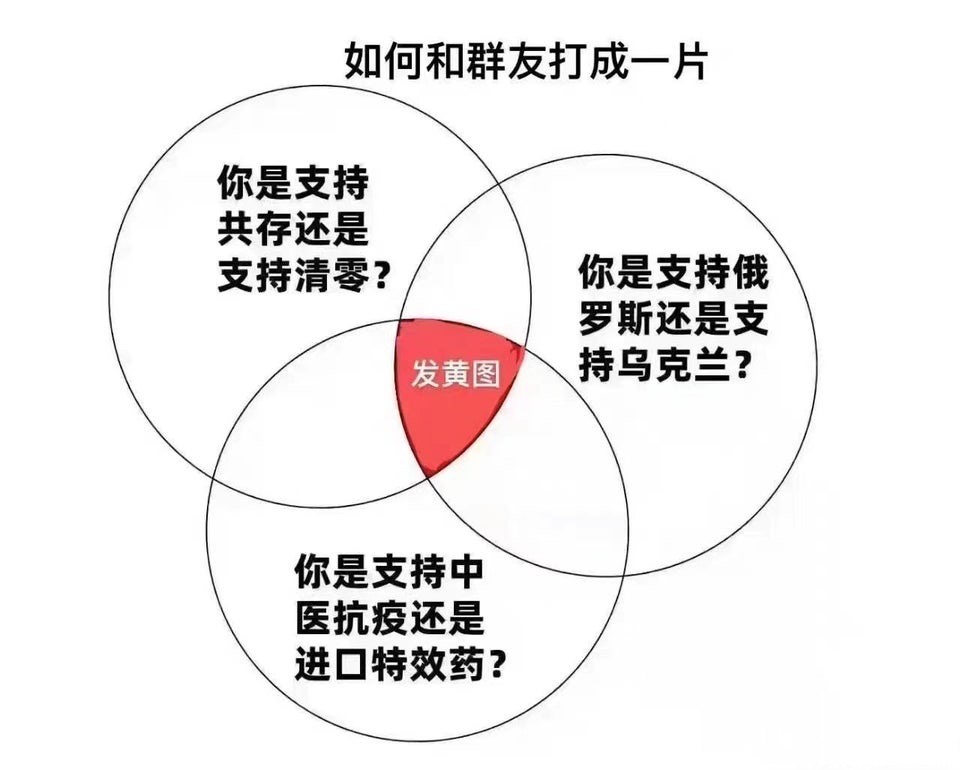 如何和群友打成一片
你是支持
共存还是
支持清零？
你是支持俄
罗斯还是支
持乌克兰？
发黄图
你是支持中
医抗疫还是
进口特效药？